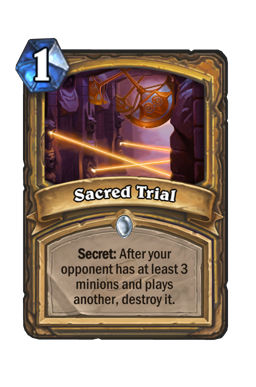 1
Sacred Trial
Secret: After your
opponent has at least 3
minions and plays
another, destroy it.